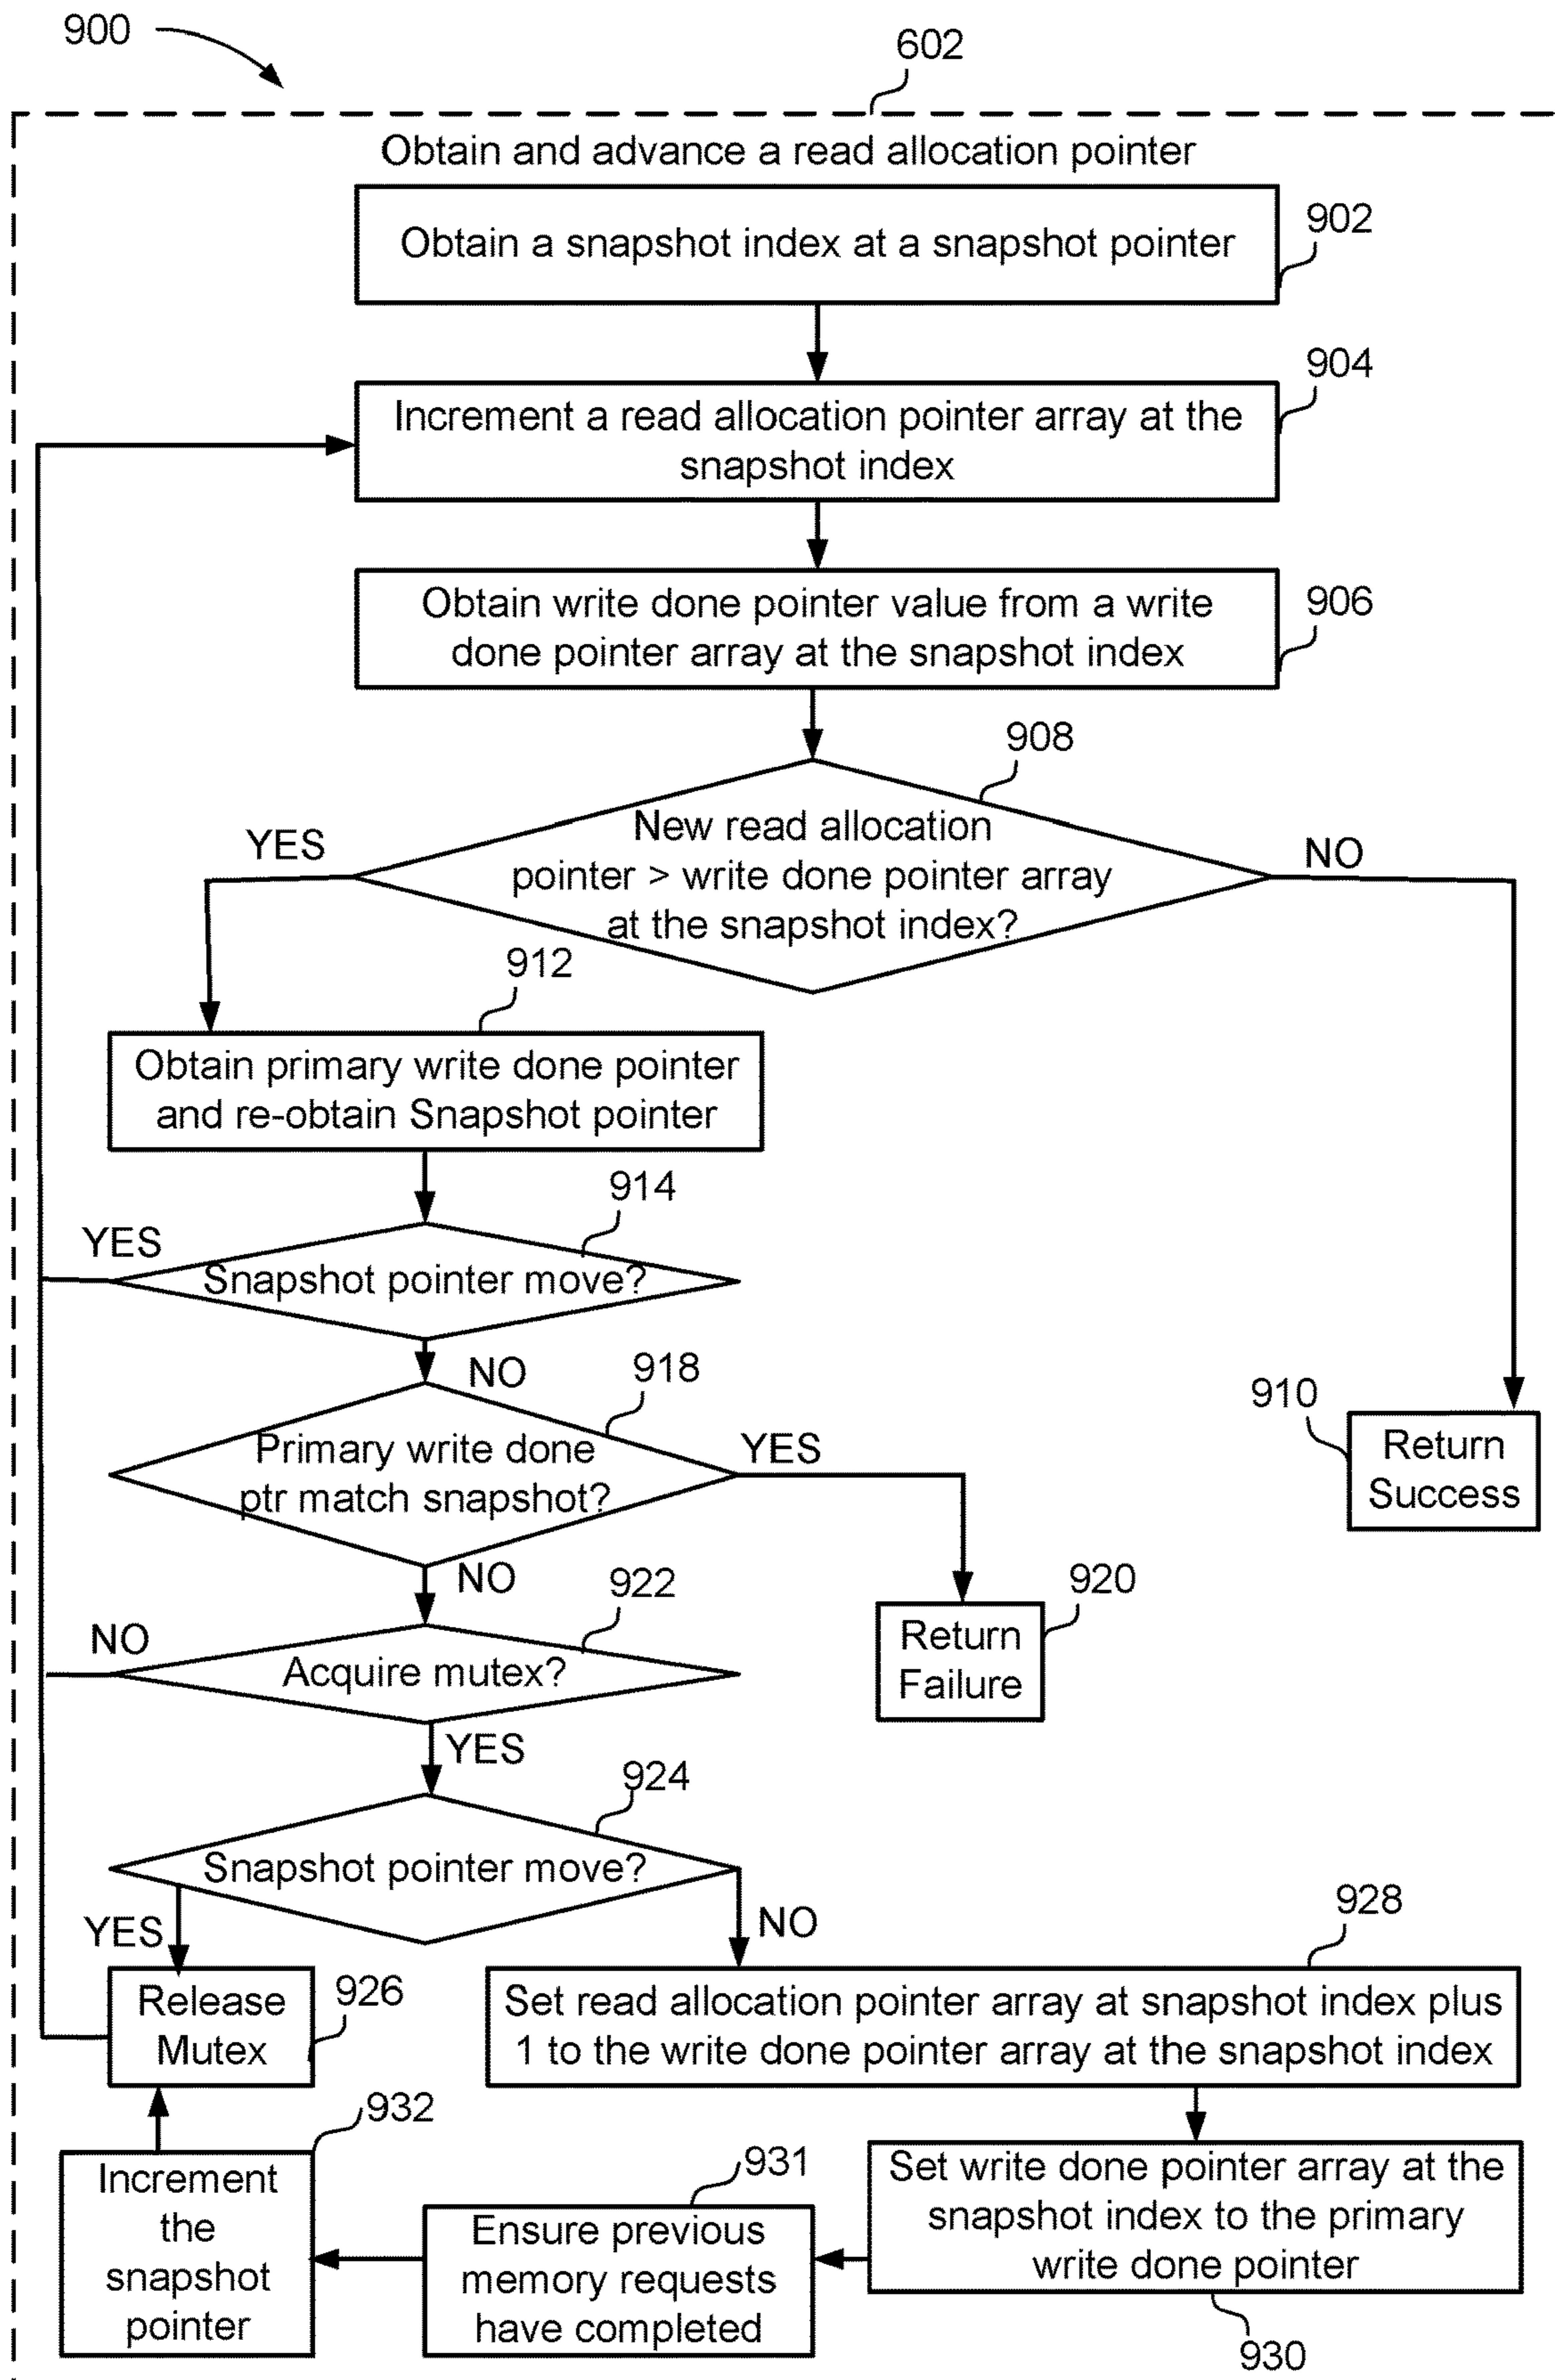 900
602
Obtain and advance a read allocation pointer
Obtain a snapshot index at a snapshot pointer
902
904
Increment a read allocation pointer array at the
snapshot index
906
Obtain write done pointer value from a write
done pointer array at the snapshot index
908
New read allocation
pointer > write done pointer array
at the snapshot index?
YES
NO
912
Obtain primary write done pointer
and re-obtain Snapshot pointer
914
YES
Snapshot pointer move?
NO
918
Primary write done
ptr match snapshot?
YES
910
Return
Success
NO
922
920
Return
Failure
NO
Acquire mutex?
YES
924
Snapshot pointer move?
YES
NO
928
Release
Mutex
926
Set read allocation pointer array at snapshot index plus
1 to the write done pointer array at the snapshot index
932
Increment
the
snapshot
pointer
931
Ensure previous
memory requests
have completed
Set write done pointer array at the
snapshot index to the primary
write done pointer
930